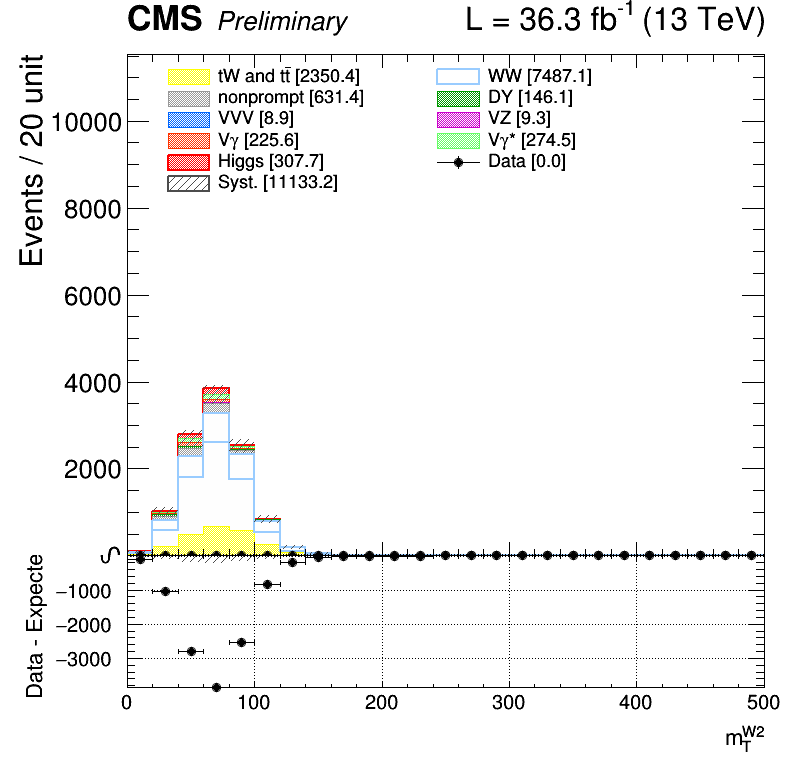 CMS Preliminary L = 36.3 fb⁻¹ (13 TeV)
Events / 20 unit
10000
8000
6000
4000
2000
0
tW and tt̄ [2350.4]
nonprompt [631.4]
VVV [8.9]
Vγ [225.6]
Higgs [307.7]
Syst. [11133.2]
WW [7487.1]
DY [146.1]
VZ [9.3]
Vγ* [274.5]
Data [0.0]
Data - Expecte
−1000
−2000
−3000
0 100 200 300 400 500
m_T^W2